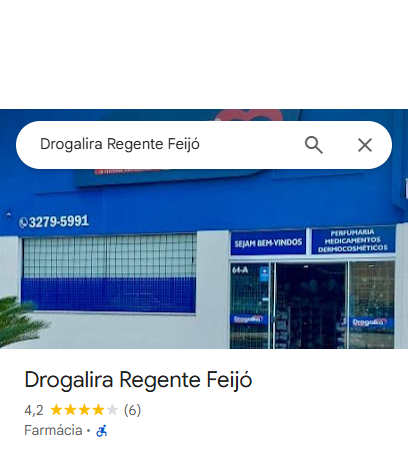 Drogalira Regente Feijó
3279-5991
SEJAM BEM-VINDOS
PERFUMARIA
MEDICAMENTOS
DERMOCOSMÉTICOS
64-A
Drogalira
Drogalira
Drogalira Regente Feijó
4,2 (6)
Farmácia ·